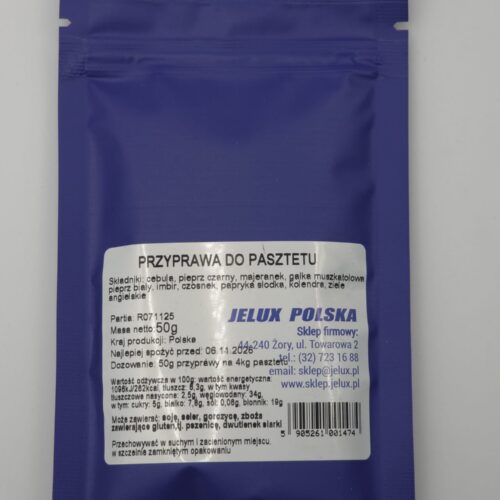 PRZYPRAWA DO PASZTETU
Składniki: cebula, pieprz czarny, majeranek, gałka muszkatołowa,
pieprz biały, imbir, czosnek, papryka słodka, kolendra, ziele
angielskie
Partia: R071125
Masa netto: 50g
Kraj produkcji: Polska
Najlepiej spożyć przed: 06.11.2026
Dozowanie: 50g przyprawy na 4kg pasztetu
JELUX POLSKA
Sklep firmowy:
44-240 Żory, ul. Towarowa 2
tel.: (32) 723 16 88
email: sklep@jelux.pl
www.sklep.jelux.pl
Wartość odżywcza w 100g: wartość energetyczna:
1098kJ/262kcal, tłuszcz: 6,3g, w tym kwasy
tłuszczowe nasycone: 2,5g, węglowodany: 34g,
w tym: cukry: 5g, białko: 7,8g, sól: 0,08g, błonnik: 19g
Może zawierać: soję, seler, gorczycę, zboża
zawierające gluten,tj. pszenicę, dwutlenek siarki
Przechowywać w suchym i zacienionym miejscu,
w szczelnie zamkniętym opakowaniu
5 905261 001474